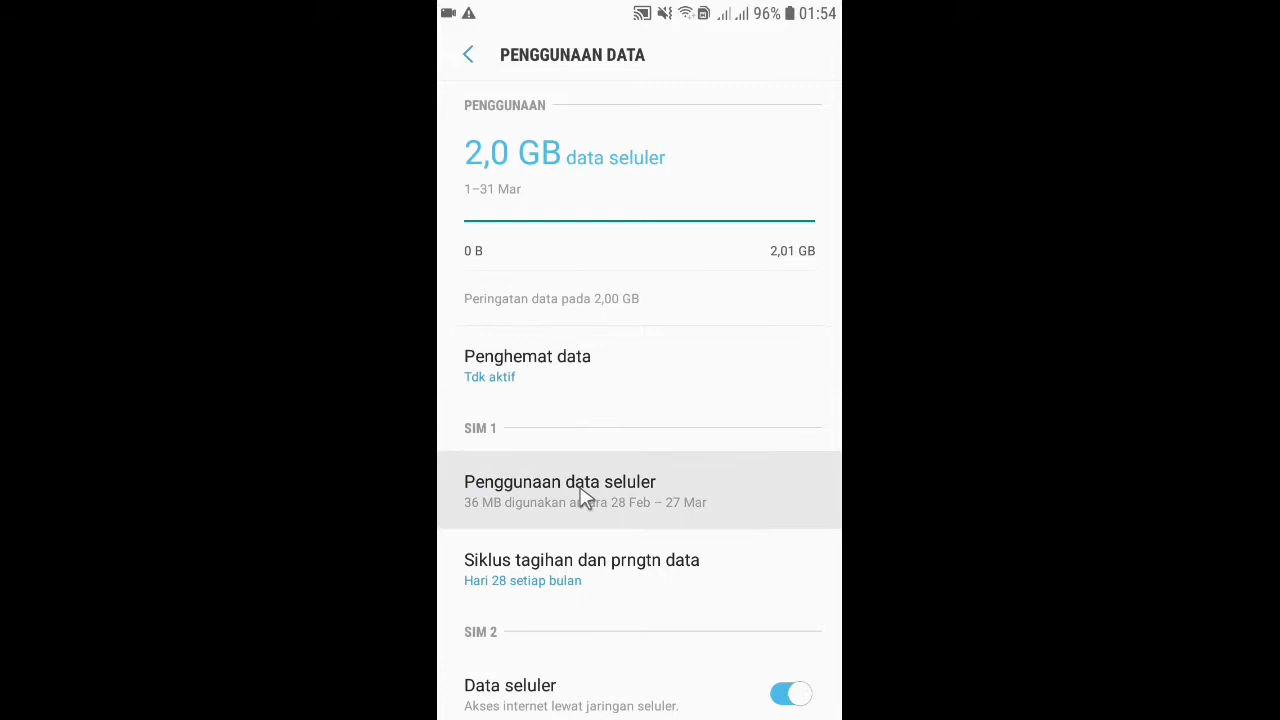 96% 01:54
PENGGUNAAN DATA
PENGGUNAAN
2,0 GB data seluler
1–31 Mar
0 B 2,01 GB
Peringatan data pada 2,00 GB
Penghemat data
Tdk aktif
SIM 1
Penggunaan data seluler
36 MB digunakan antara 28 Feb – 27 Mar
Siklus tagihan dan prngtn data
Hari 28 setiap bulan
SIM 2
Data seluler
Akses internet lewat jaringan seluler.